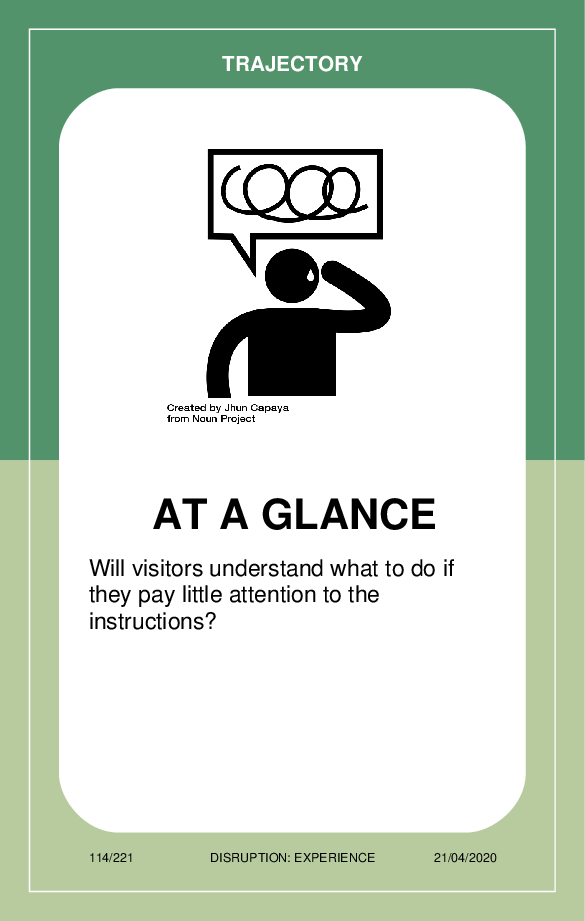 TRAJECTORY
Created by Jhun Capaya
from Noun Project
AT A GLANCE
Will visitors understand what to do if
they pay little attention to the
instructions?
114/221 DISRUPTION: EXPERIENCE 21/04/2020